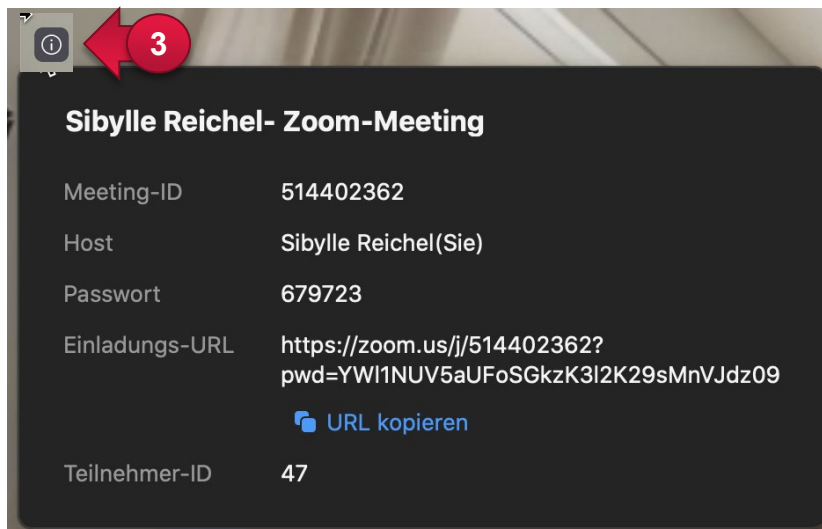 3
Sibylle Reichel- Zoom-Meeting
Meeting-ID 514402362
Host Sibylle Reichel(Sie)
Passwort 679723
Einladungs-URL https://zoom.us/j/514402362?
pwd=YWl1NUV5aUFoSGkzK3l2K29sMnVJdz09
URL kopieren
Teilnehmer-ID 47